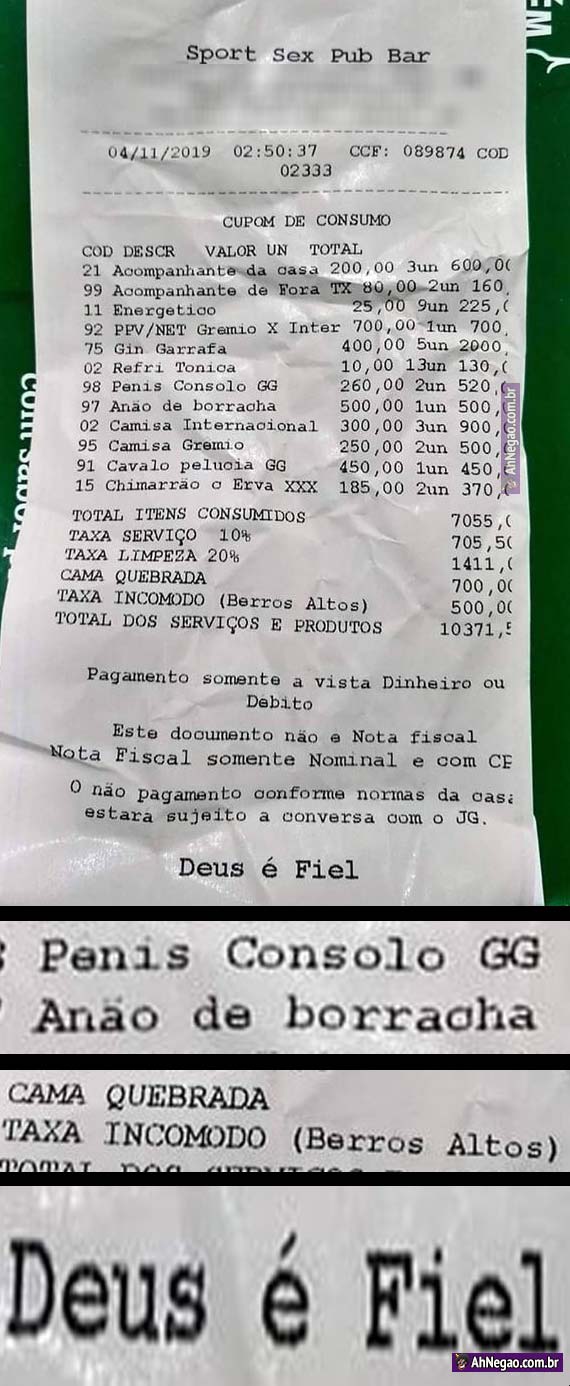 Sport Sex Pub Bar
04/11/2019 02:50:37 CCF: 089874 COD
02333
CUPOM DE CONSUMO
COD DESCR VALOR UN TOTAL
21 Acompanhante da casa 200,00 3un 600,00
99 Acompanhante de Fora TX 80,00 2un 160,
11 Energetico 25,00 9un 225,0
92 PPV/NET Gremio X Inter 700,00 1un 700,
75 Gin Garrafa 400,00 5un 2000,
02 Refri Tonica 10,00 13un 130,0
98 Penis Consolo GG 260,00 2un 520,
97 Anão de borracha 500,00 1un 500,
02 Camisa Internacional 300,00 3un 900,
95 Camisa Gremio 250,00 2un 500,
91 Cavalo pelucia GG 450,00 1un 450,
15 Chimarrão c Erva XXX 185,00 2un 370,
TOTAL ITENS CONSUMIDOS 7055,0
TAXA SERVIÇO 10% 705,50
TAXA LIMPEZA 20% 1411,0
CAMA QUEBRADA 700,00
TAXA INCOMODO (Berros Altos) 500,00
TOTAL DOS SERVIÇOS E PRODUTOS 10371,5
Pagamento somente a vista Dinheiro ou
Debito
Este documento não e Nota fiscal
Nota Fiscal somente Nominal e com CP
O não pagamento conforme normas da casa
estara sujeito a conversa com o JG.
Deus é Fiel
AhNegao.com.br
Penis Consolo GG
Anão de borracha
CAMA QUEBRADA
TAXA INCOMODO (Berros Altos)
Deus é Fiel
AhNegao.com.br